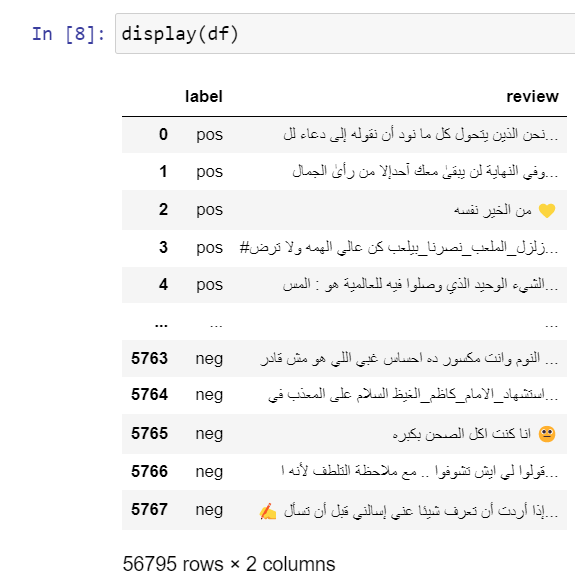 In [8]: display(df)
label review
0 pos نحن الذين يتحول كل ما نود أن نقوله إلى دعاء لل...
1 pos وفي النهاية لن يبقىٰ معك آحدإلا من رأىٰ الجمال...
2 pos من الخير نفسه 💛
3 pos #زلزل_الملعب_نصرنا_بيلعب كن عالي الهمه ولا ترض...
4 pos الشيء الوحيد الذي وصلوا فيه للعالمية هو : المس...
... ... ...
5763 neg النوم وانت مكسور ده احساس غبي اللي هو مش قادر ...
5764 neg استشهاد_الامام_كاظم_الغيظ السلام على المعذب في...
5765 neg انا كنت اكل الصحن بكبره 😐
5766 neg قولوا لي ايش تشوفوا .. مع ملاحظة التلطف لأنه ا...
5767 neg ✍️ إذا أردت أن تعرف شيئا عني إسالني قبل أن تسأل...
56795 rows × 2 columns